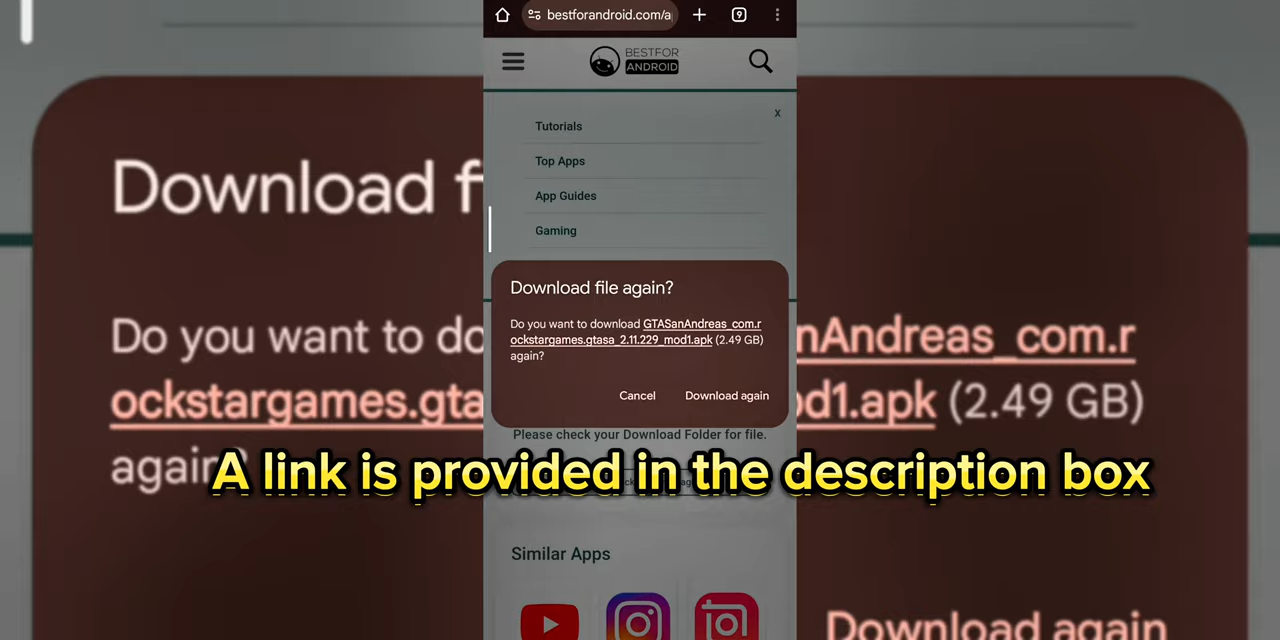 bestforandroid.com/a
9
BESTFOR
ANDROID
x
Tutorials
Top Apps
App Guides
Gaming
Download file again?
Do you want to download GTASanAndreas_com.r
ockstargames.gtasa_2.11.229_mod1.apk (2.49 GB)
again?
Cancel
Download again
Please check your Download Folder for file.
A link is provided in the description box
Similar Apps
Download f
Do you want to do
nAndreas_com.r
ockstargames.gta
od1.apk (2.49 GB)
again?
Download again